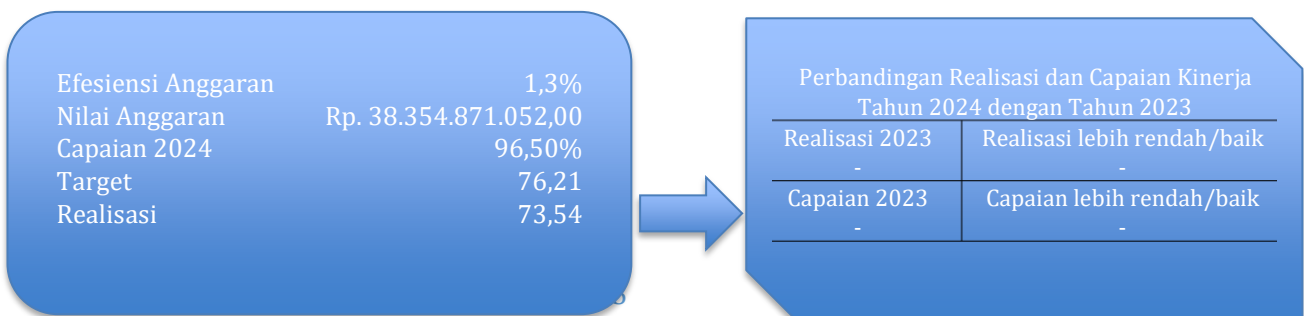 Efesiensi Anggaran 1,3%
Nilai Anggaran Rp. 38.354.871.052,00
Capaian 2024 96,50%
Target 76,21
Realisasi 73,54
Perbandingan Realisasi dan Capaian Kinerja
Tahun 2024 dengan Tahun 2023
Realisasi 2023 Realisasi lebih rendah/baik
- -
Capaian 2023 Capaian lebih rendah/baik
- -